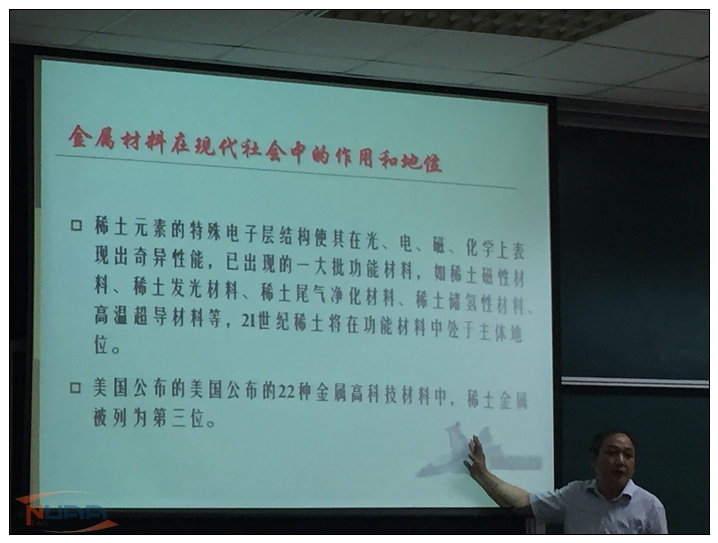 金属材料在现代社会中的作用和地位
稀土元素的特殊电子层结构使其在光、电、磁、化学上表
现出奇异性能，已出现的一大批功能材料，如稀土磁性材
料、稀土发光材料、稀土尾气净化材料、稀土储氢性材料、
高温超导材料等，21世纪稀土将在功能材料中处于主体地
位。
美国公布的美国公布的22种金属高科技材料中，稀土金属
被列为第三位。
NUAA
NEWS